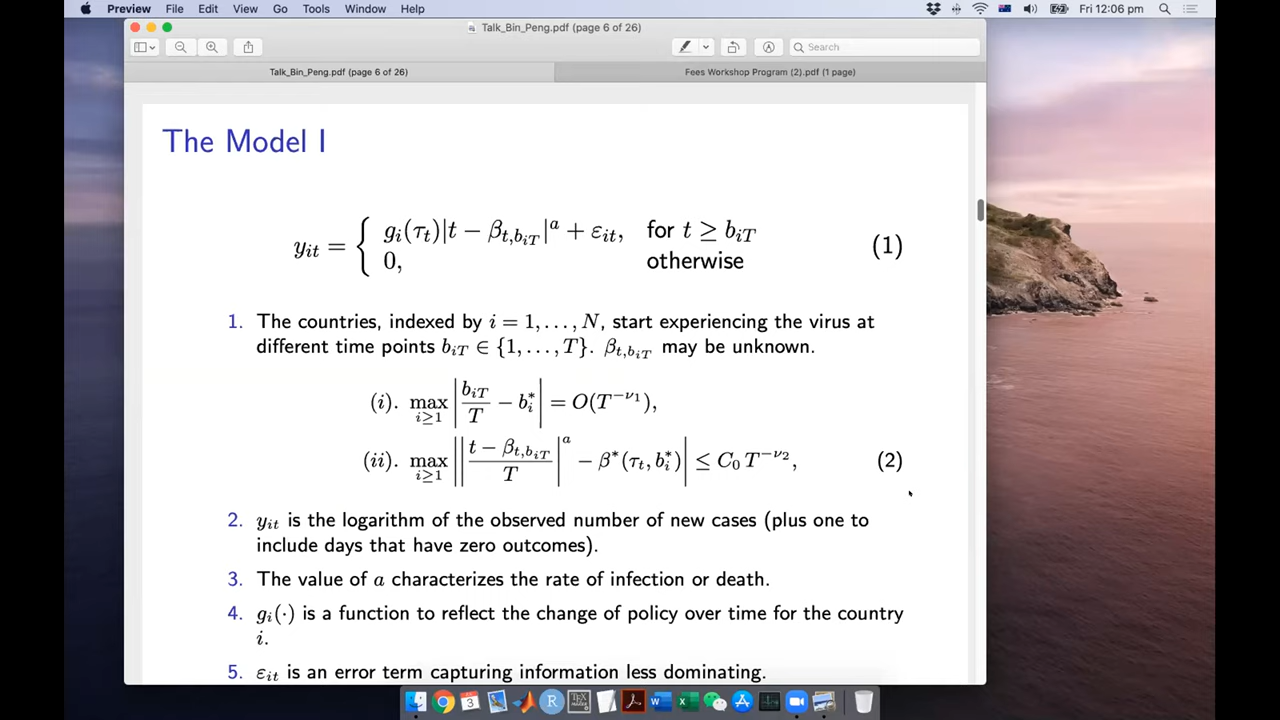 Preview File Edit View Go Tools Window Help Fri 12:06 pm
Talk_Bin_Peng.pdf (page 6 of 26)
Search
Talk_Bin_Peng.pdf (page 6 of 26) Fees Workshop Program (2).pdf (1 page)
The Model I
y_{it} = { g_i(τ_t)|t − β_{t,b_{iT}}|^a + ε_{it}, for t ≥ b_{iT} (1)
0, otherwise
1. The countries, indexed by i = 1, . . . , N, start experiencing the virus at
different time points b_{iT} ∈ {1, . . . , T}. β_{t,b_{iT}} may be unknown.
(i). max_{i≥1} |b_{iT}/T − b_i^*| = O(T^{−ν_1}),
(ii). max_{i≥1} ||(t − β_{t,b_{iT}})/T|^a − β^*(τ_t, b_i^*)| ≤ C_0 T^{−ν_2}, (2)
2. y_{it} is the logarithm of the observed number of new cases (plus one to
include days that have zero outcomes).
3. The value of a characterizes the rate of infection or death.
4. g_i(·) is a function to reflect the change of policy over time for the country
i.
5. ε_{it} is an error term capturing information less dominating.